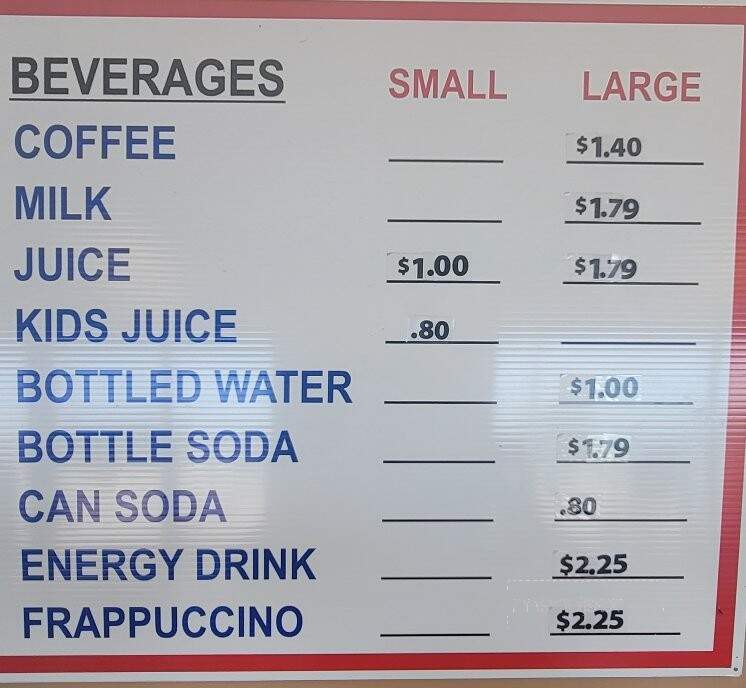 BEVERAGES SMALL LARGE
COFFEE $1.40
MILK $1.79
JUICE $1.00 $1.79
KIDS JUICE .80
BOTTLED WATER $1.00
BOTTLE SODA $1.79
CAN SODA .80
ENERGY DRINK $2.25
FRAPPUCCINO $2.25